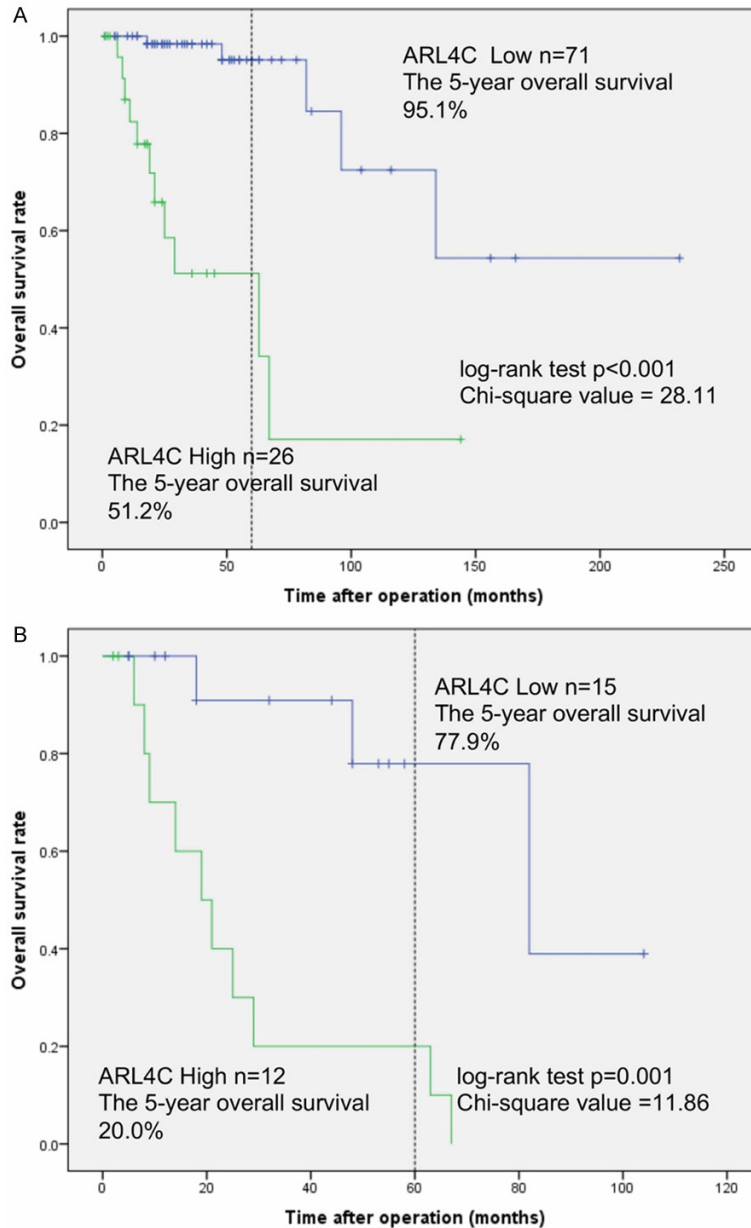 A
1.0
0.8
0.6
0.4
0.2
0.0
Overall survival rate
ARL4C Low n=71
The 5-year overall survival
95.1%
log-rank test p<0.001
Chi-square value = 28.11
ARL4C High n=26
The 5-year overall survival
51.2%
0 50 100 150 200 250
Time after operation (months)
B
1.0
0.8
0.6
0.4
0.2
0.0
Overall survival rate
ARL4C Low n=15
The 5-year overall survival
77.9%
ARL4C High n=12
The 5-year overall survival
20.0%
log-rank test p=0.001
Chi-square value =11.86
0 20 40 60 80 100 120
Time after operation (months)